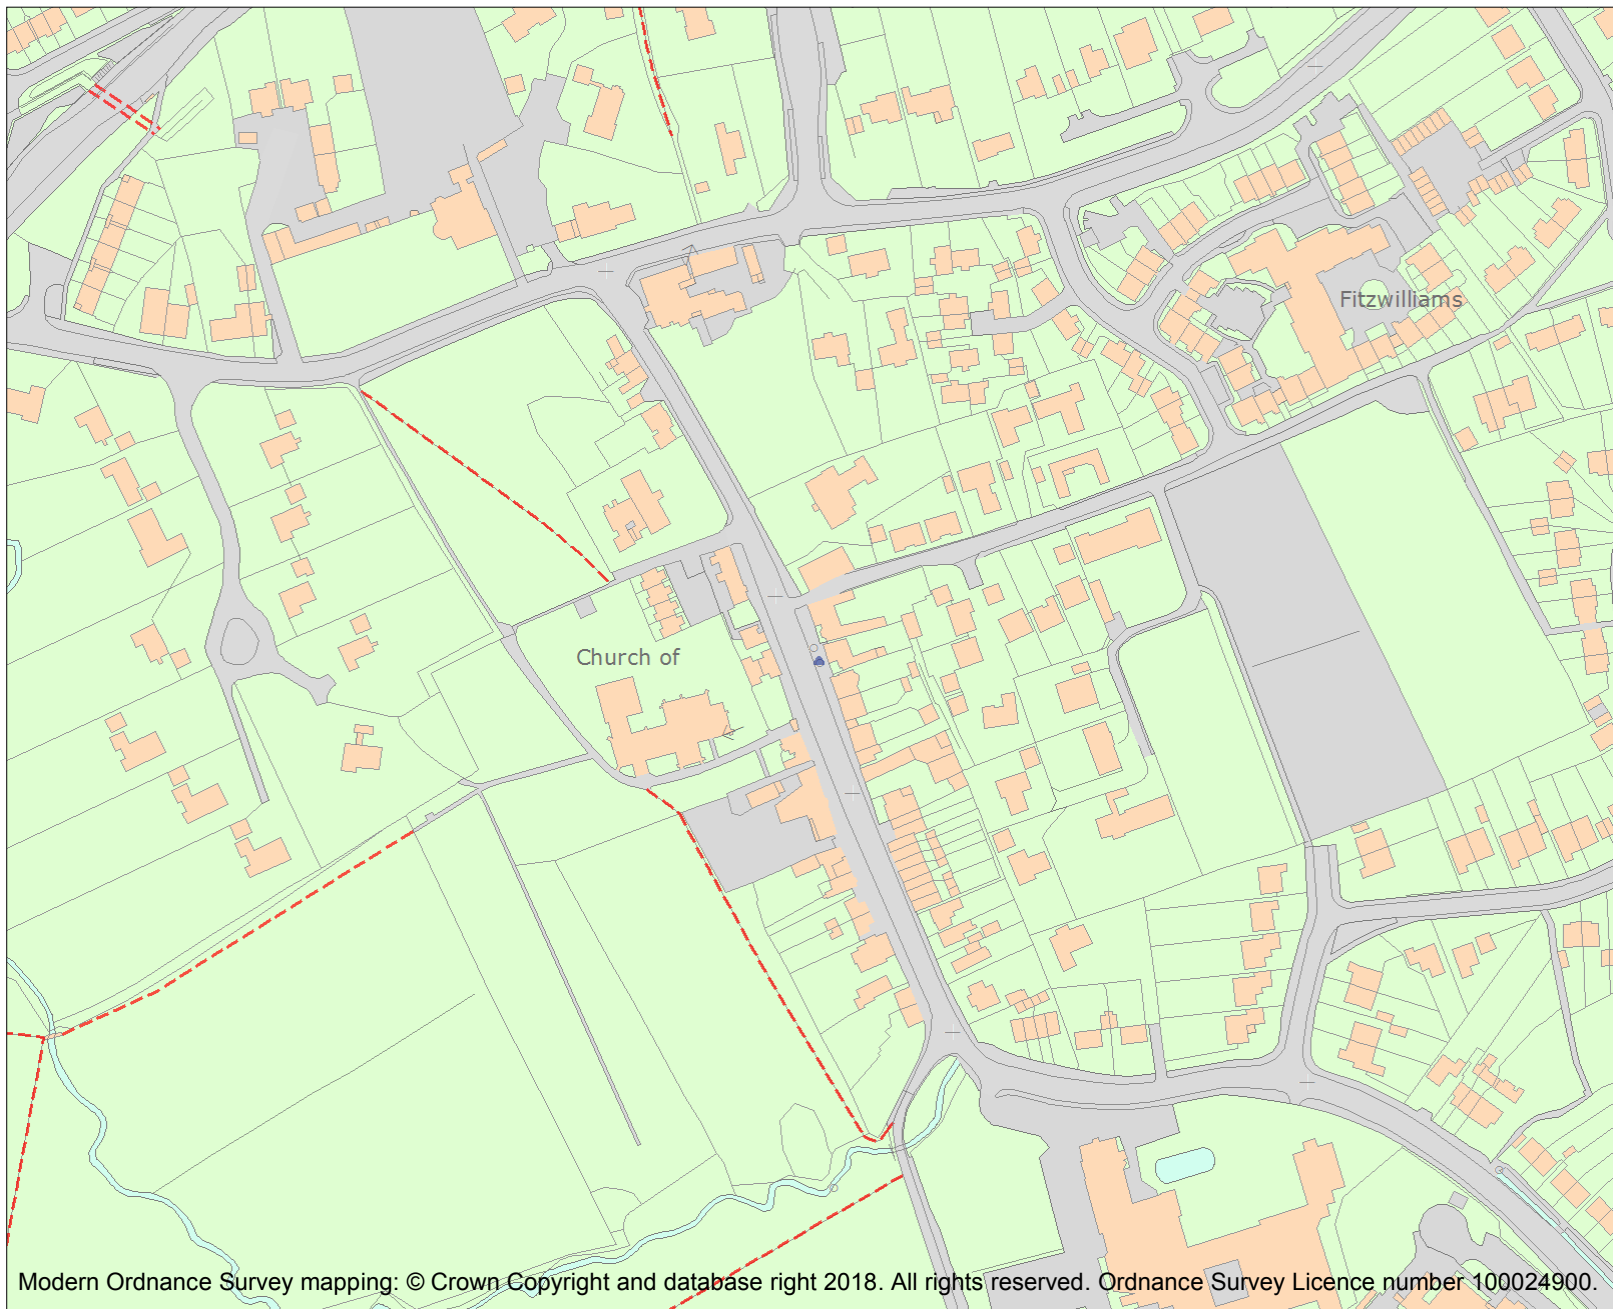 Fitzwilliams
Church of
Modern Ordnance Survey mapping: © Crown Copyright and database right 2018. All rights reserved. Ordnance Survey Licence number 100024900.